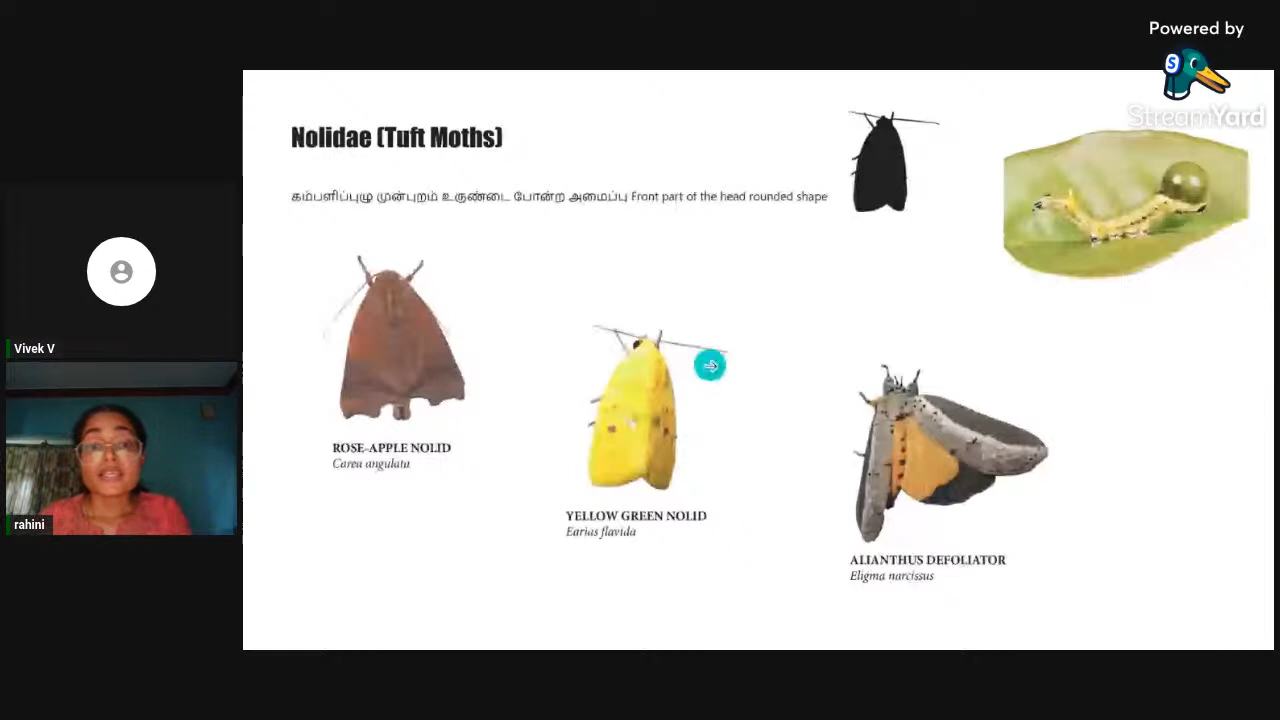 Powered by
StreamYard
Nolidae (Tuft Moths)
கம்பளிப்புழு முன்புறம் உருண்டை போன்ற அமைப்பு Front part of the head rounded shape
Vivek V
ROSE-APPLE NOLID
Carea angulata
YELLOW GREEN NOLID
Earias flavida
rahini
ALIANTHUS DEFOLIATOR
Eligma narcissus